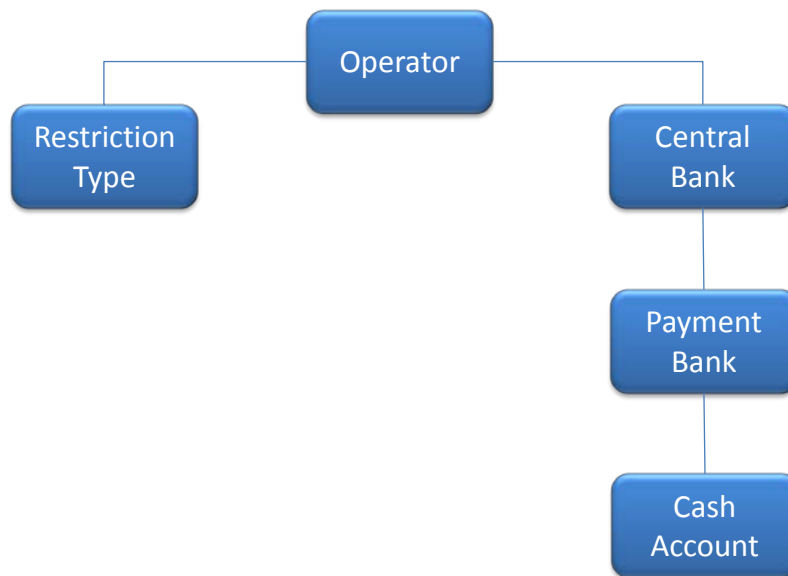 Operator
Restriction
Type
Central
Bank
Payment
Bank
Cash
Account